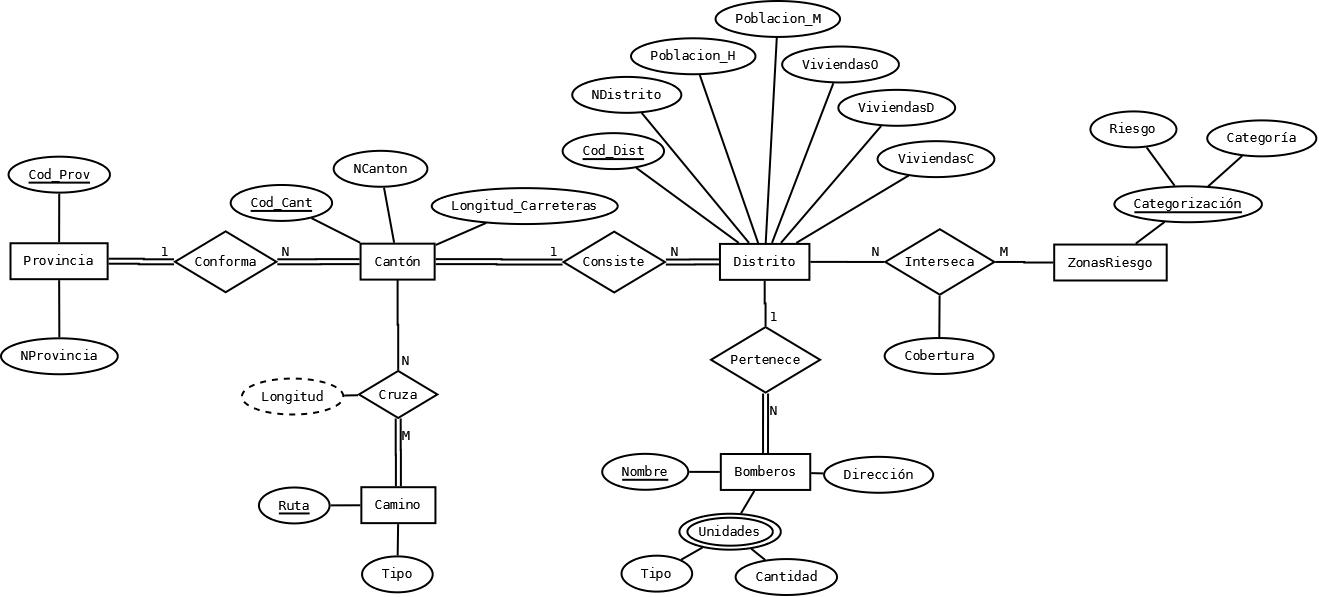 Poblacion_M
Poblacion_H
ViviendasO
NDistrito
ViviendasD
Riesgo
Categoría
Cod_Dist
ViviendasC
NCanton
Cod_Prov
Cod_Cant
Longitud_Carreteras
Categorización
Provincia
1
Conforma
N
Cantón
1
Consiste
N
Distrito
N
Interseca
M
ZonasRiesgo
1
NProvincia
Pertenece
Cobertura
N
Longitud
Cruza
N
M
Nombre
Bomberos
Dirección
Ruta
Camino
Unidades
Tipo
Tipo
Cantidad